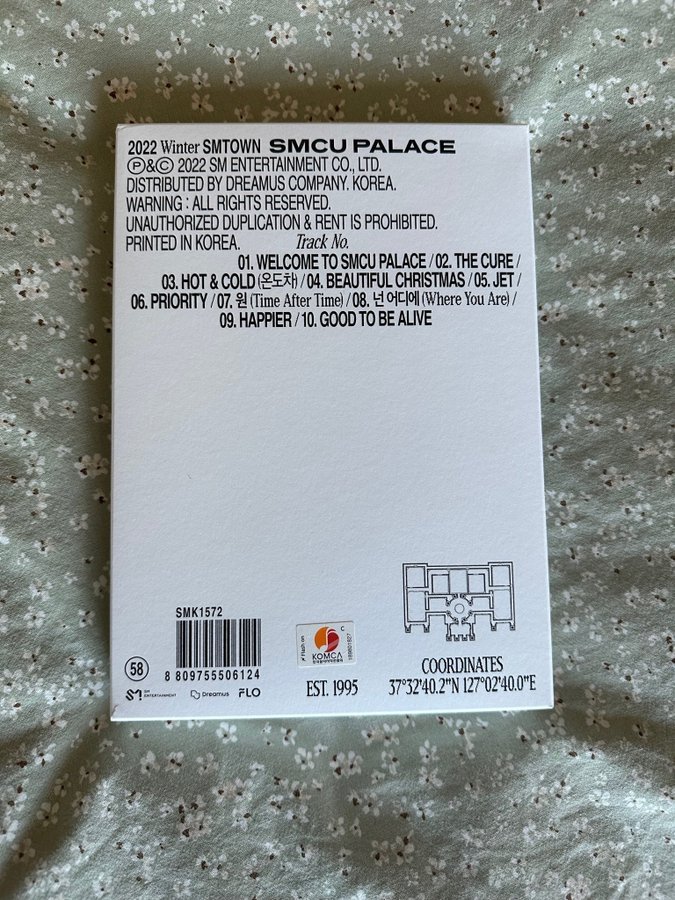 2022 Winter SMTOWN SMCU PALACE
Ⓟ&Ⓒ 2022 SM ENTERTAINMENT CO., LTD.
DISTRIBUTED BY DREAMUS COMPANY. KOREA.
WARNING : ALL RIGHTS RESERVED.
UNAUTHORIZED DUPLICATION & RENT IS PROHIBITED.
PRINTED IN KOREA. Track No.
01. WELCOME TO SMCU PALACE / 02. THE CURE /
03. HOT & COLD (온도차) / 04. BEAUTIFUL CHRISTMAS / 05. JET /
06. PRIORITY / 07. 원 (Time After Time) / 08. 넌 어디에 (Where You Are) /
09. HAPPIER / 10. GOOD TO BE ALIVE
SMK1572
58
8 809755 506124
SM ENTERTAINMENT
Dreamus
FLO
Flash on
KOMCA
C
EST. 1995
COORDINATES
37°32'40.2"N 127°02'40.0"E